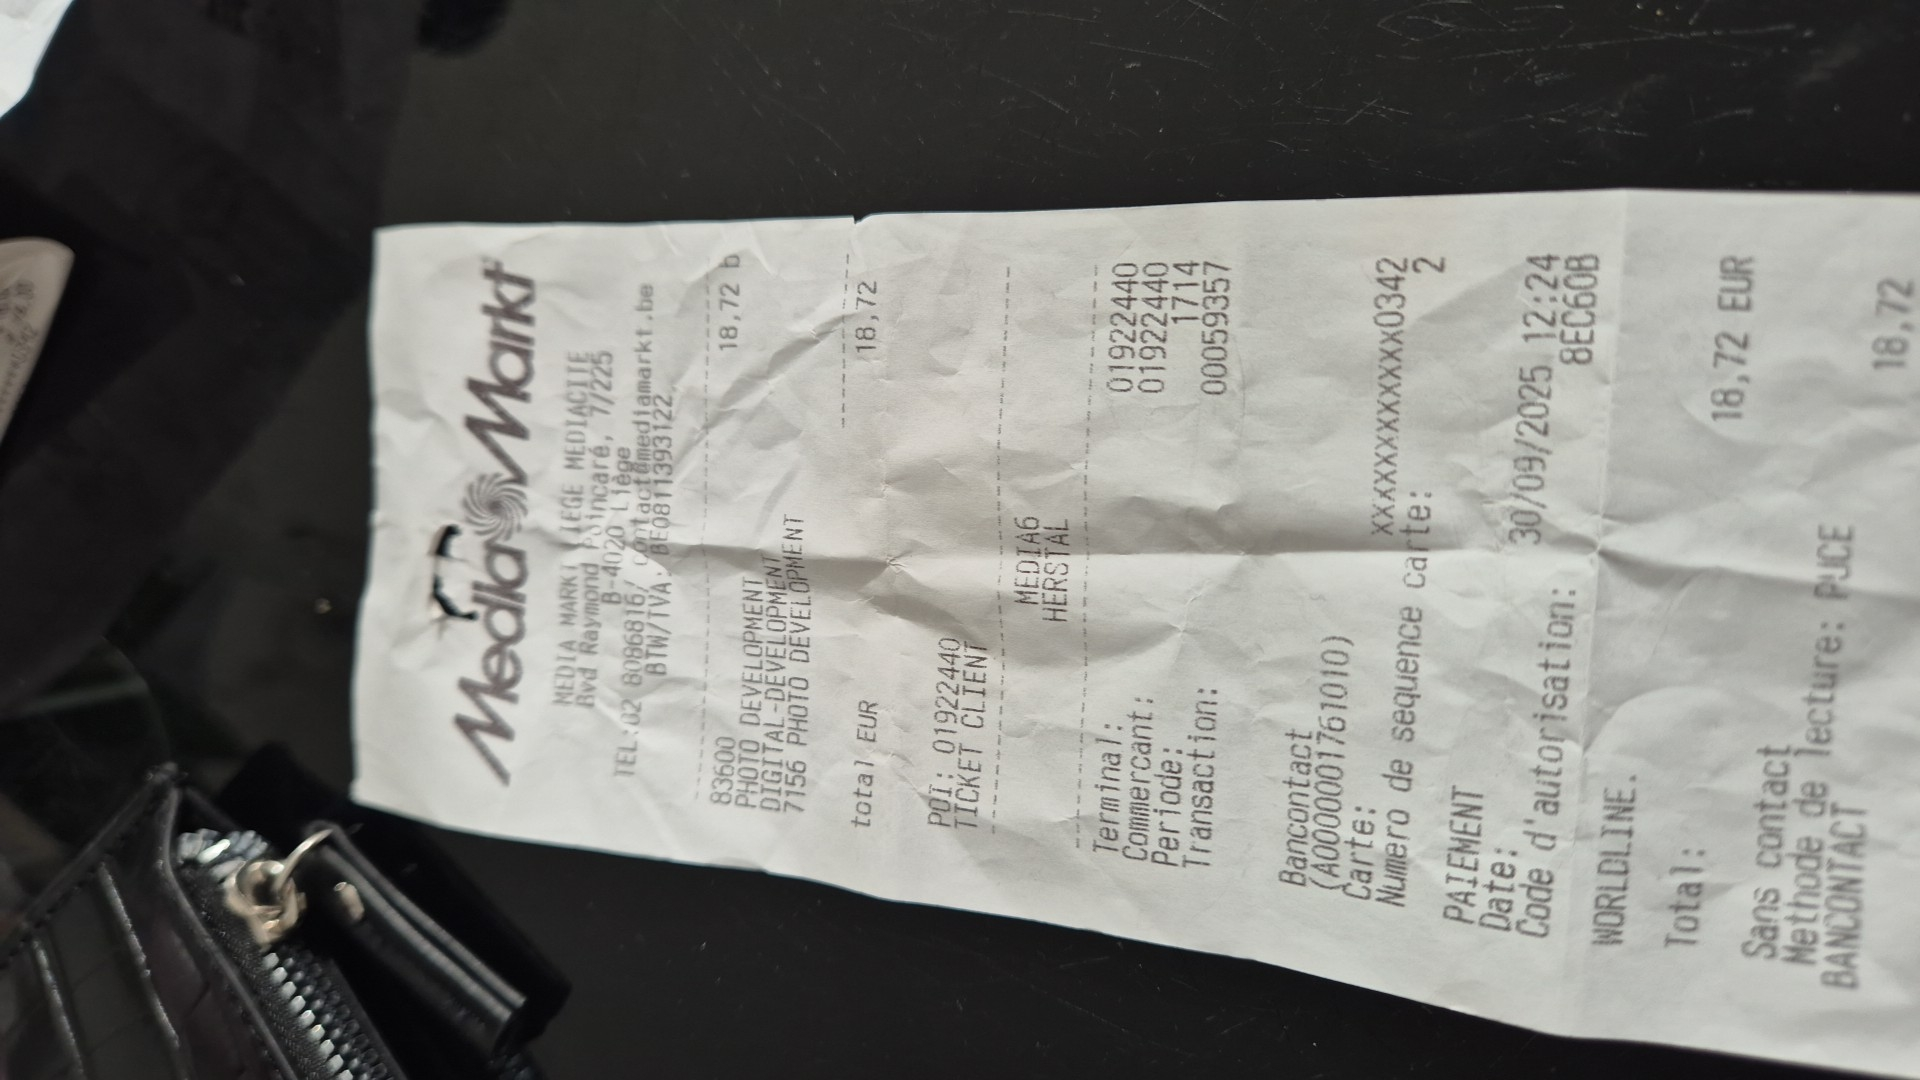 MediaMarkt
MEDIA MARKT LIEGE MEDIACITE
Bvd Raymond Poincaré, 7/225
B-4020 Liège
TEL:02 8086816/ contact@mediamarkt.be
BTW/TVA: BE0811393122
83600 18,72 b
PHOTO DEVELOPMENT
DIGITAL-DEVELOPMENT
7156 PHOTO DEVELOPMENT
total EUR 18,72
POI: 01922440
TICKET CLIENT
MEDIA6
HERSTAL
Terminal: 01922440
Commercant: 01922440
Periode: 1714
Transaction: 00059357
Bancontact
(A0000001761010)
Carte: xxxxxxxxxxxxx0342
Numero de sequence carte: 2
PAIEMENT
Date: 30/09/2025 12:24
Code d'autorisation: 8EC60B
WORLDLINE.
Total: 18,72 EUR
Sans contact
Methode de lecture: PUCE
BANCONTACT 18,72